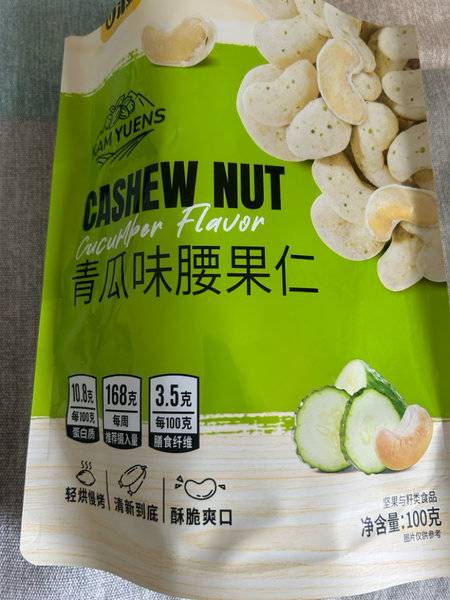 KAM YUENS
CASHEW NUT
Cucumber Flavor
青瓜味腰果仁
10.8克
每100克
蛋白质
168克
每周
推荐摄入量
3.5克
每100克
膳食纤维
轻烘慢烤
清新到底
酥脆爽口
坚果与籽类食品
净含量:100克
图片仅供参考